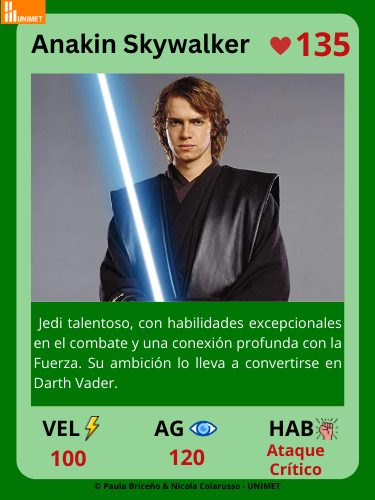 UNIMET
Anakin Skywalker 135
Jedi talentoso, con habilidades excepcionales
en el combate y una conexión profunda con la
Fuerza. Su ambición lo lleva a convertirse en
Darth Vader.
VEL AG HAB
100 120 Ataque
Crítico
© Paula Briceño & Nicola Colarusso - UNIMET